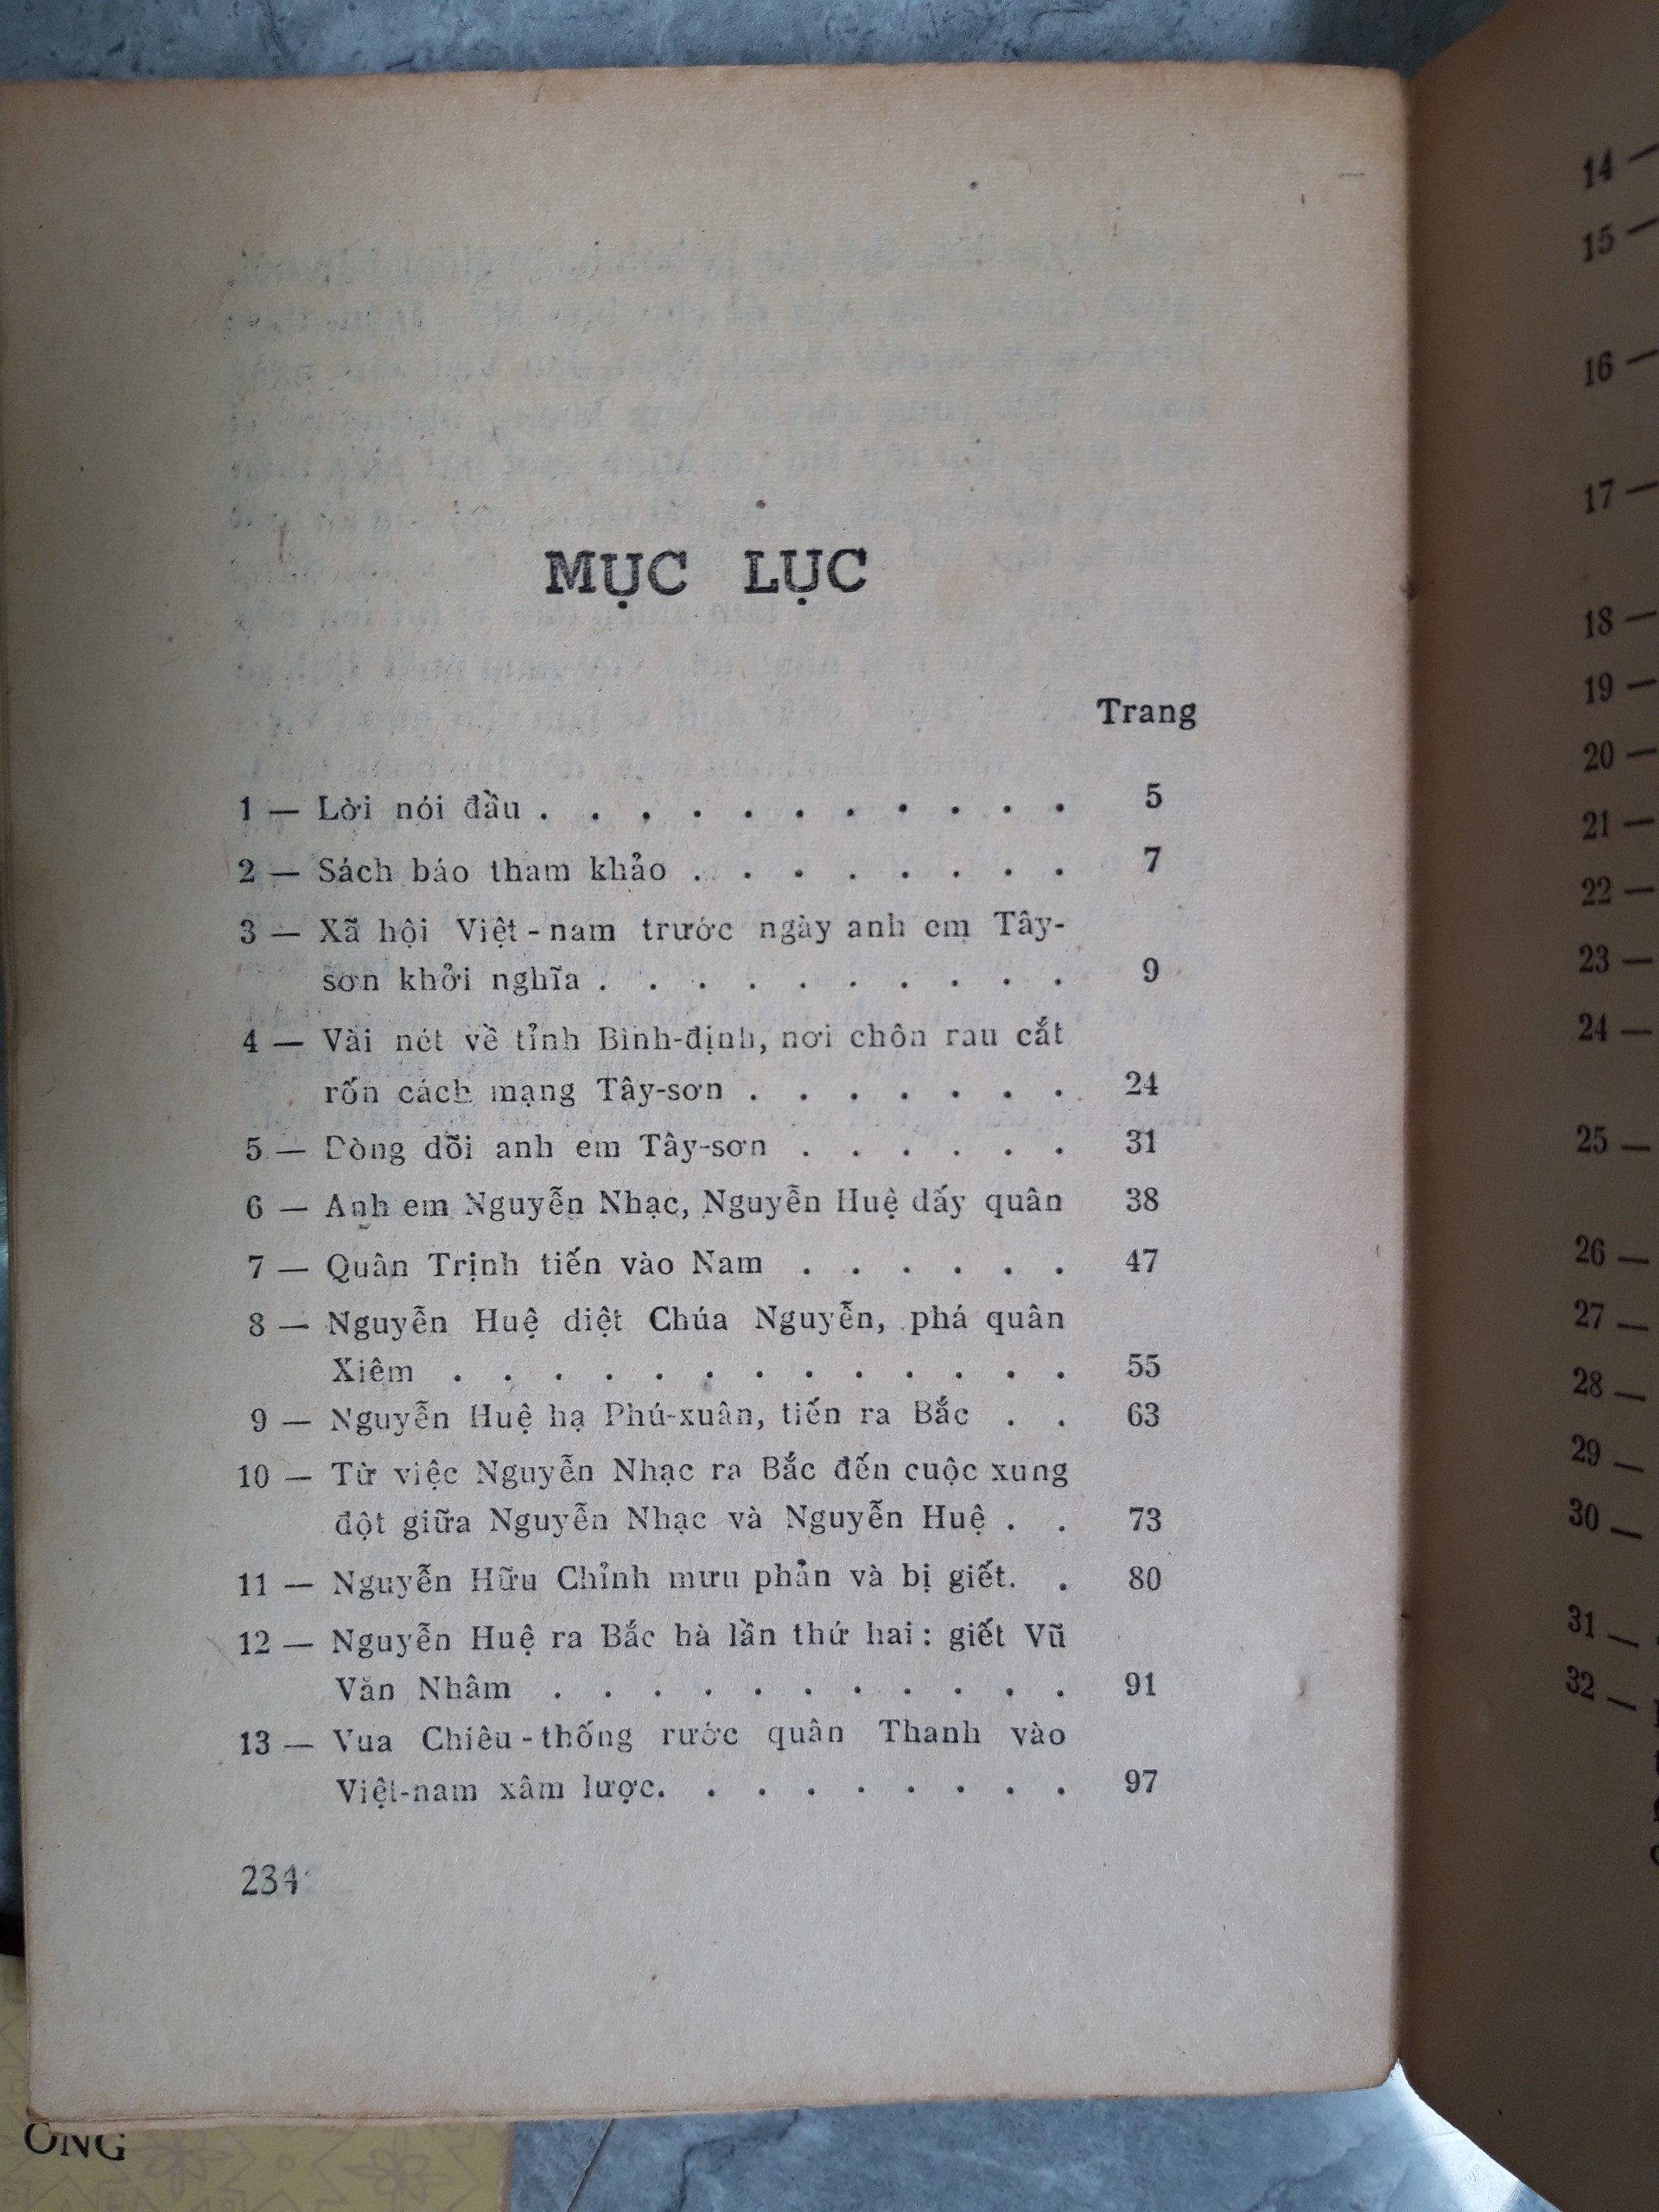 MỤC LỤC
Trang
1 — Lời nói đầu . . . . . . . . . . . 5
2 — Sách báo tham khảo . . . . . . . . 7
3 — Xã hội Việt-nam trước ngày anh em Tây-
sơn khởi nghĩa . . . . . . . . . . 9
4 — Vài nét về tỉnh Bình-định, nơi chôn rau cắt
rốn cách mạng Tây-sơn . . . . . . . 24
5 — Dòng dõi anh em Tây-sơn . . . . . . 31
6 — Anh em Nguyễn Nhạc, Nguyễn Huệ dấy quân 38
7 — Quân Trịnh tiến vào Nam . . . . . . 47
8 — Nguyễn Huệ diệt Chúa Nguyễn, phá quân
Xiêm . . . . . . . . . . . . . 55
9 — Nguyễn Huệ hạ Phú-xuân, tiến ra Bắc . . 63
10 — Từ việc Nguyễn Nhạc ra Bắc đến cuộc xung
đột giữa Nguyễn Nhạc và Nguyễn Huệ . . 73
11 — Nguyễn Hữu Chỉnh mưu phản và bị giết. . 80
12 — Nguyễn Huệ ra Bắc hà lần thứ hai : giết Vũ
Văn Nhâm . . . . . . . . . . . 91
13 — Vua Chiêu-thống rước quân Thanh vào
Việt-nam xâm lược. . . . . . . . . 97
234
14 —
15 —
16 —
17 —
18 —
19 —
20 —
21 —
22 —
23 —
24 —
25 —
26 —
27 —
28 —
29 —
30 —
31 —
32 —